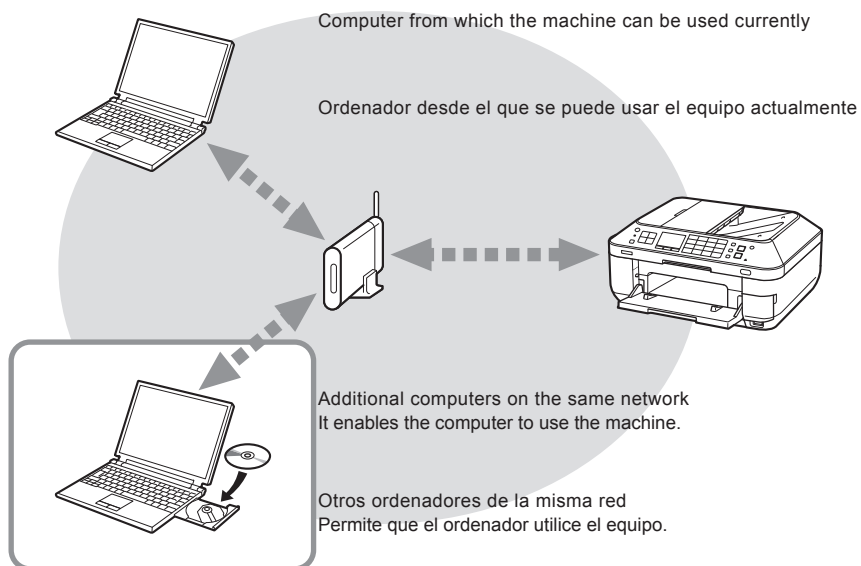 Computer from which the machine can be used currently
Ordenador desde el que se puede usar el equipo actualmente
Additional computers on the same network
It enables the computer to use the machine.
Otros ordenadores de la misma red
Permite que el ordenador utilice el equipo.